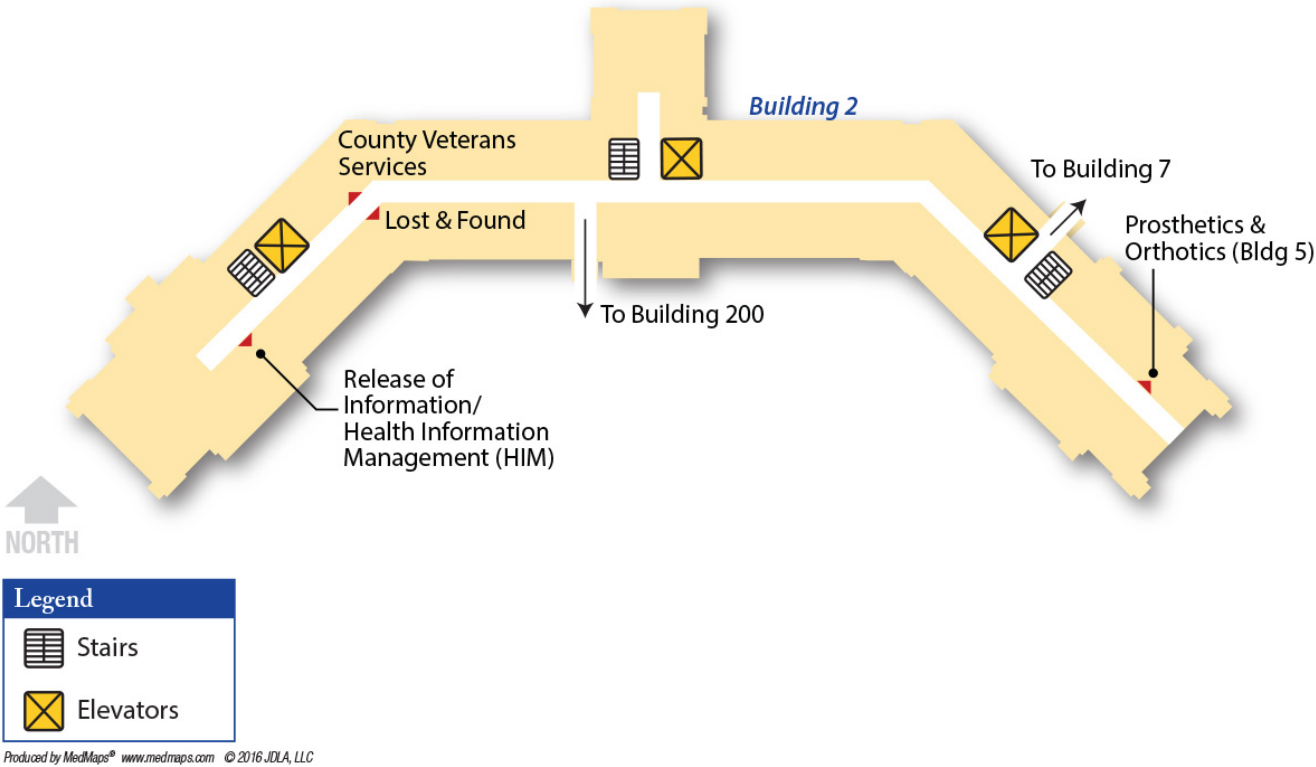 Building 2
County Veterans
Services
To Building 7
Lost & Found
Prosthetics &
Orthotics (Bldg 5)
To Building 200
Release of
Information/
Health Information
Management (HIM)
NORTH
Legend
Stairs
Elevators
Produced by MedMaps® www.medmaps.com © 2016 JDLA, LLC